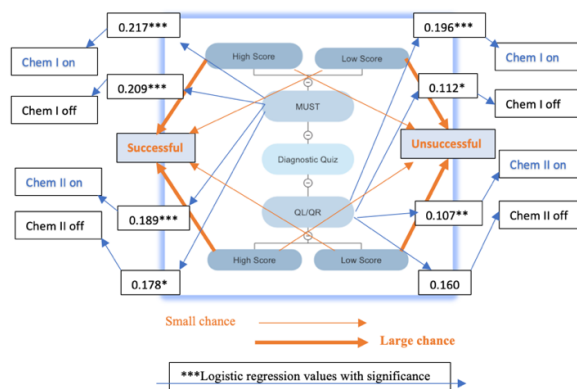 0.217***
0.196***
High Score
Low Score
Chem I on
Chem I on
0.209***
0.112*
MUST
Chem I off
Chem I off
Successful
Unsuccessful
Diagnostic Quiz
Chem II on
Chem II on
QL/QR
0.189***
0.107**
Chem II off
Chem II off
High Score
Low Score
0.178*
0.160
Small chance
Large chance
***Logistic regression values with significance